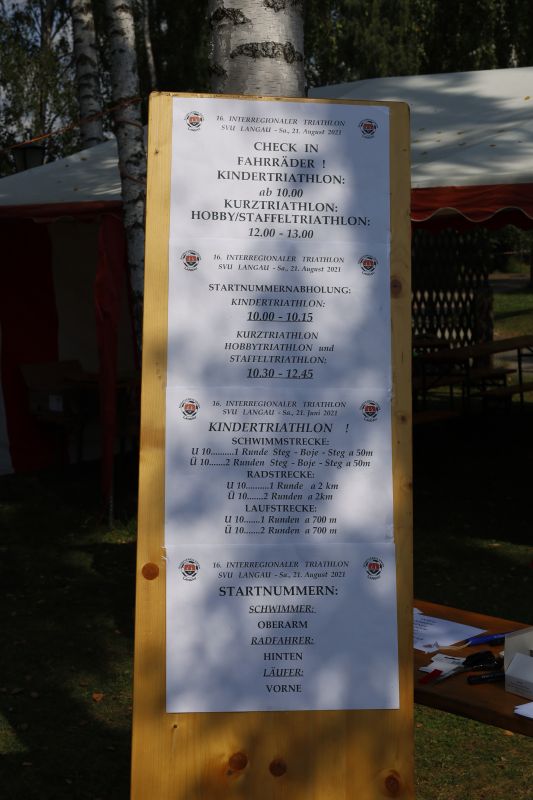 16. INTERREGIONALER TRIATHLON
SVU LANGAU - Sa., 21. August 2021
CHECK IN
FAHRRÄDER !
KINDERTRIATHLON:
ab 10.00
KURZTRIATHLON:
HOBBY/STAFFELTRIATHLON:
12.00 - 13.00
16. INTERREGIONALER TRIATHLON
SVU LANGAU - Sa., 21. August 2021
STARTNUMMERNABHOLUNG:
KINDERTRIATHLON:
10.00 - 10.15
KURZTRIATHLON
HOBBYTRIATHLON und
STAFFELTRIATHLON:
10.30 - 12.45
16. INTERREGIONALER TRIATHLON
SVU LANGAU - Sa., 21. Juni 2021
KINDERTRIATHLON !
SCHWIMMSTRECKE:
U 10..........1 Runde Steg - Boje - Steg a 50m
Ü 10.......2 Runden Steg - Boje - Steg a 50m
RADSTRECKE:
U 10..........1 Runde a 2 km
Ü 10.......2 Runden a 2km
LAUFSTRECKE:
U 10.......1 Runden a 700 m
Ü 10.......2 Runden a 700 m
16. INTERREGIONALER TRIATHLON
SVU LANGAU - Sa., 21. August 2021
STARTNUMMERN:
SCHWIMMER:
OBERARM
RADFAHRER:
HINTEN
LÄUFER:
VORNE